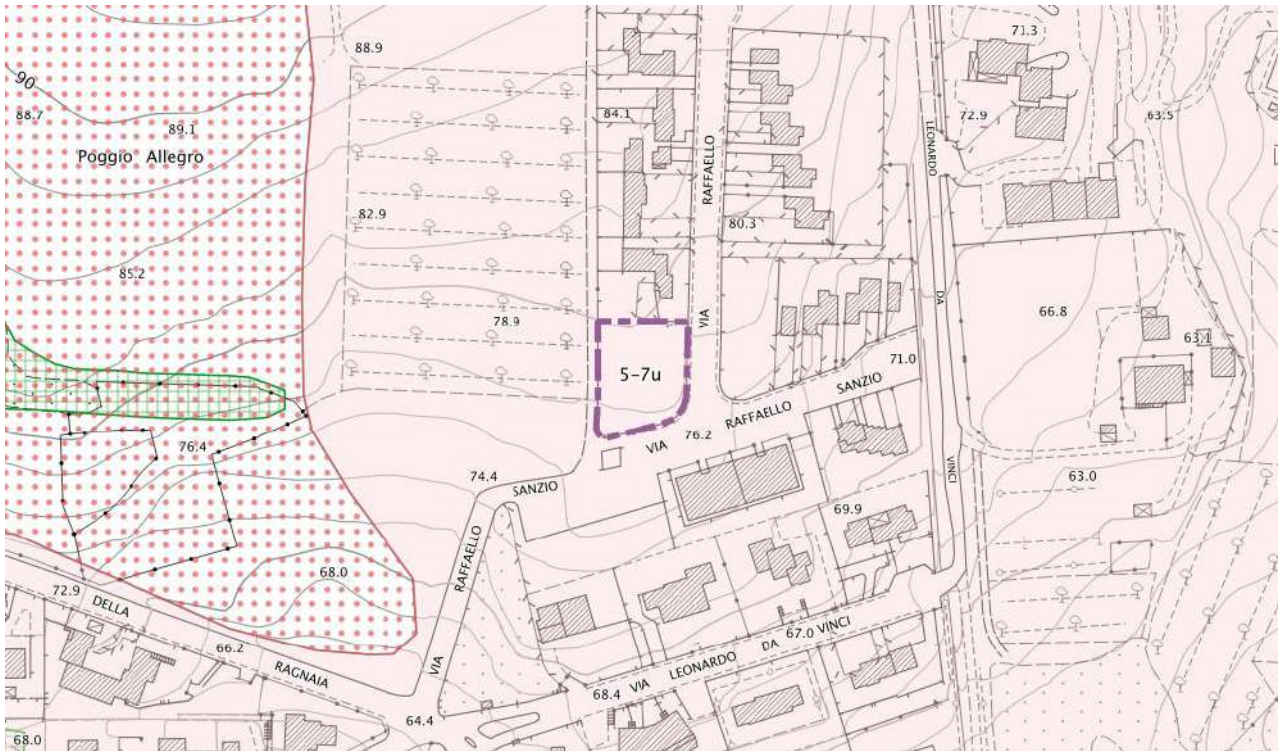 71.3
88.9
90
88.7
84.1
72.9
63.5
89.1
LEONARDO
Poggio Allegro
RAFFAELLO
82.9
80.3
85.2
DA
66.8
78.9
VIA
63.1
71.0
5-7u
SANZIO
RAFFAELLO
76.2
VIA
76.4
74.4
SANZIO
VINCI
63.0
69.9
RAFFAELLO
68.0
72.9
DELLA
67.0
VINCI
DA
66.2
LEONARDO
RAGNAIA
VIA
VIA
68.4
64.4
68.0